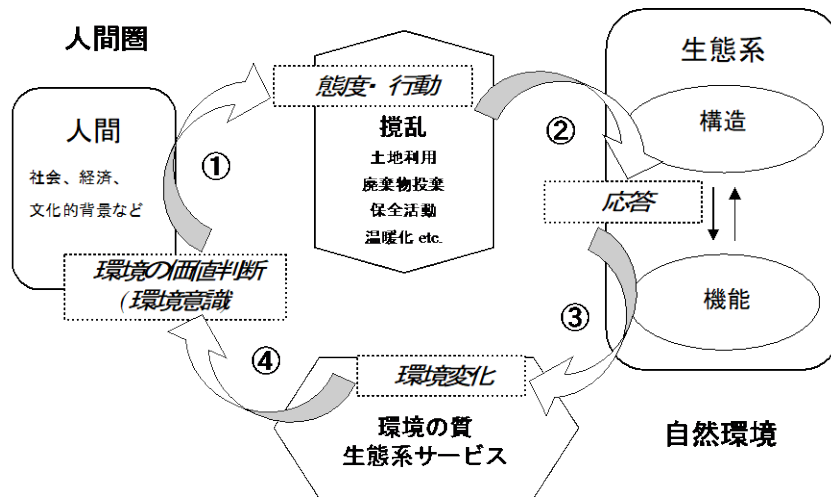 人間圏
人間
社会、経済、
文化的背景など
①
環境の価値判断
(環境意識)
態度・行動
撹乱
土地利用
廃棄物投棄
保全活動
温暖化 etc.
②
生態系
構造
応答
機能
③
環境変化
環境の質
生態系サービス
④
自然環境